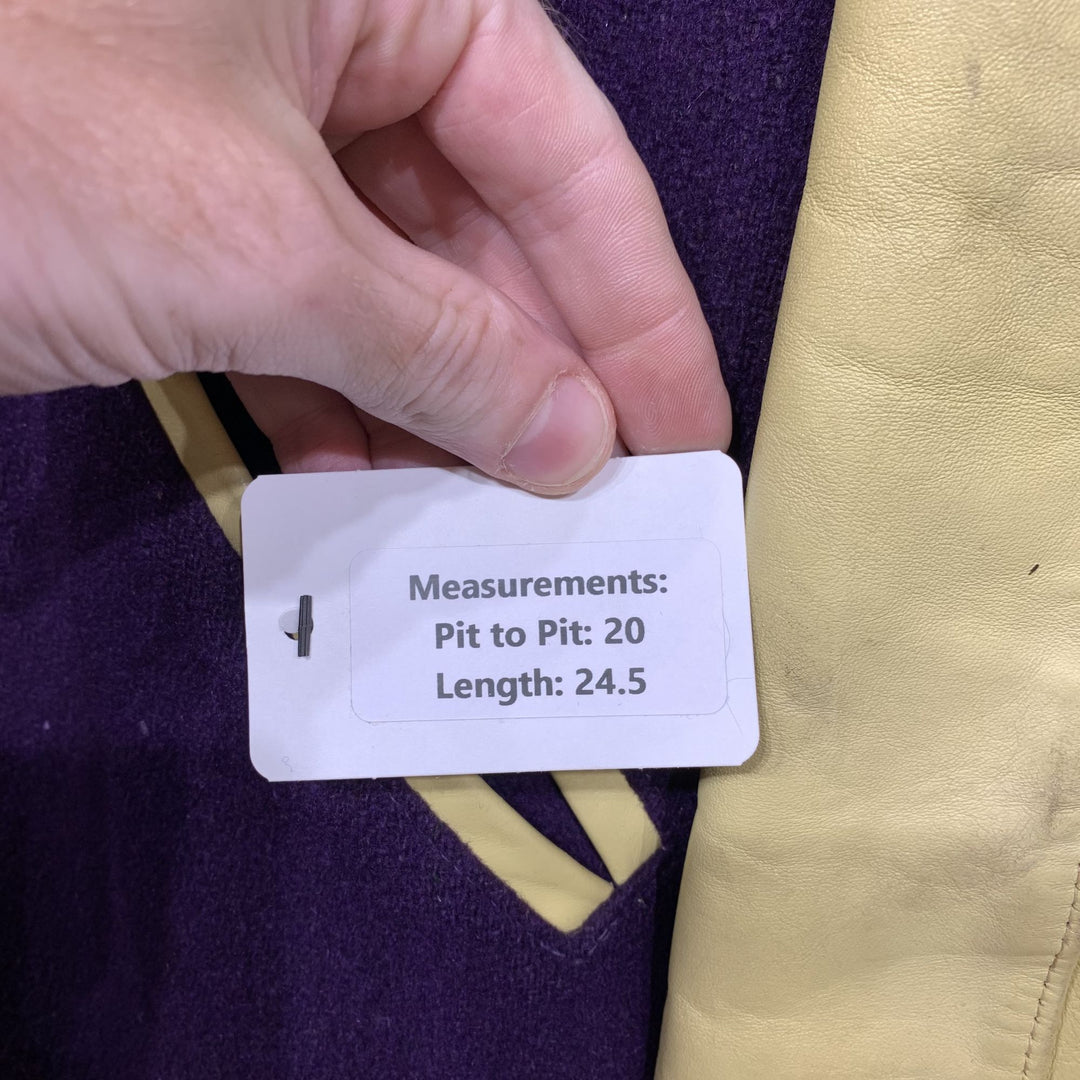 Measurements:
Pit to Pit: 20
Length: 24.5